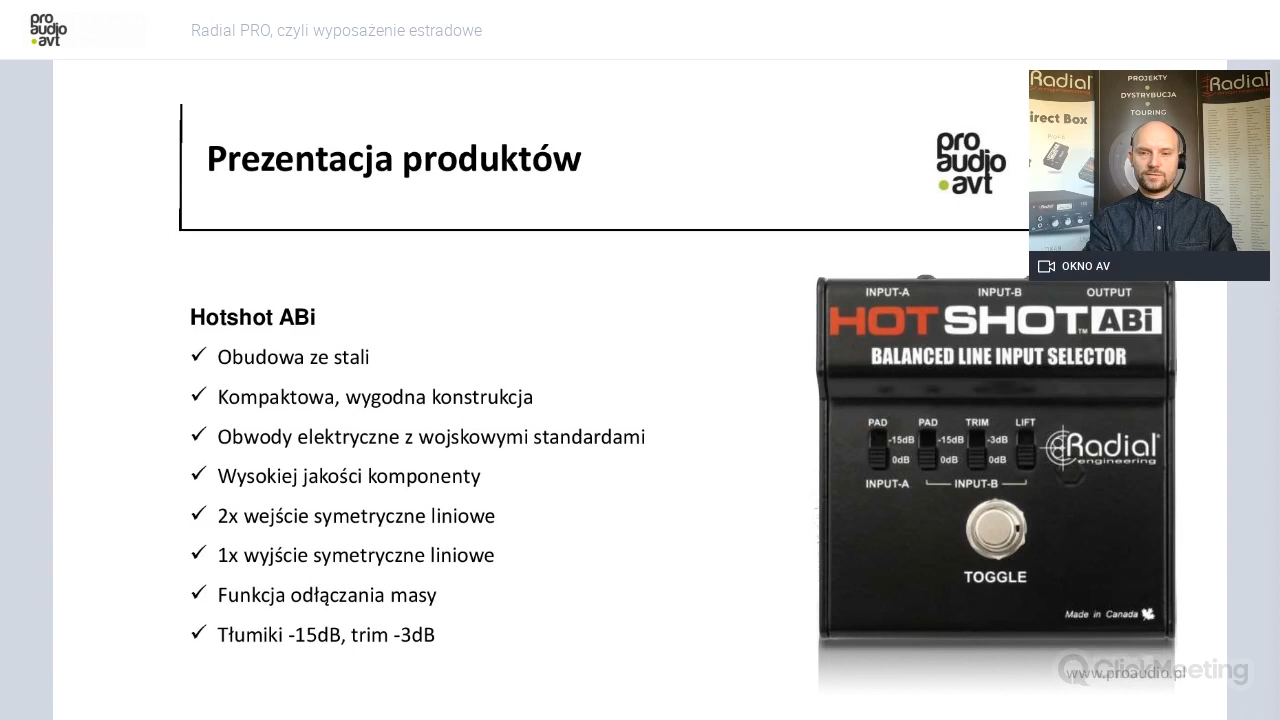 pro
audio
avt
Radial PRO, czyli wyposażenie estradowe
Prezentacja produktów
pro
audio
avt
Radial
irect Box
PROJEKTY
DYSTRYBUCJA
TOURING
Radial
OKNO AV
Hotshot ABi
✓ Obudowa ze stali
✓ Kompaktowa, wygodna konstrukcja
✓ Obwody elektryczne z wojskowymi standardami
✓ Wysokiej jakości komponenty
✓ 2x wejście symetryczne liniowe
✓ 1x wyjście symetryczne liniowe
✓ Funkcja odłączania masy
✓ Tłumiki -15dB, trim -3dB
INPUT-A INPUT-B OUTPUT
HOT SHOT™ ABi
BALANCED LINE INPUT SELECTOR
PAD PAD TRIM LIFT
-15dB -15dB -3dB
0dB 0dB 0dB
Radial®
engineering
INPUT-A INPUT-B
TOGGLE
Made in Canada
ClickMeeting
www.proaudio.pl